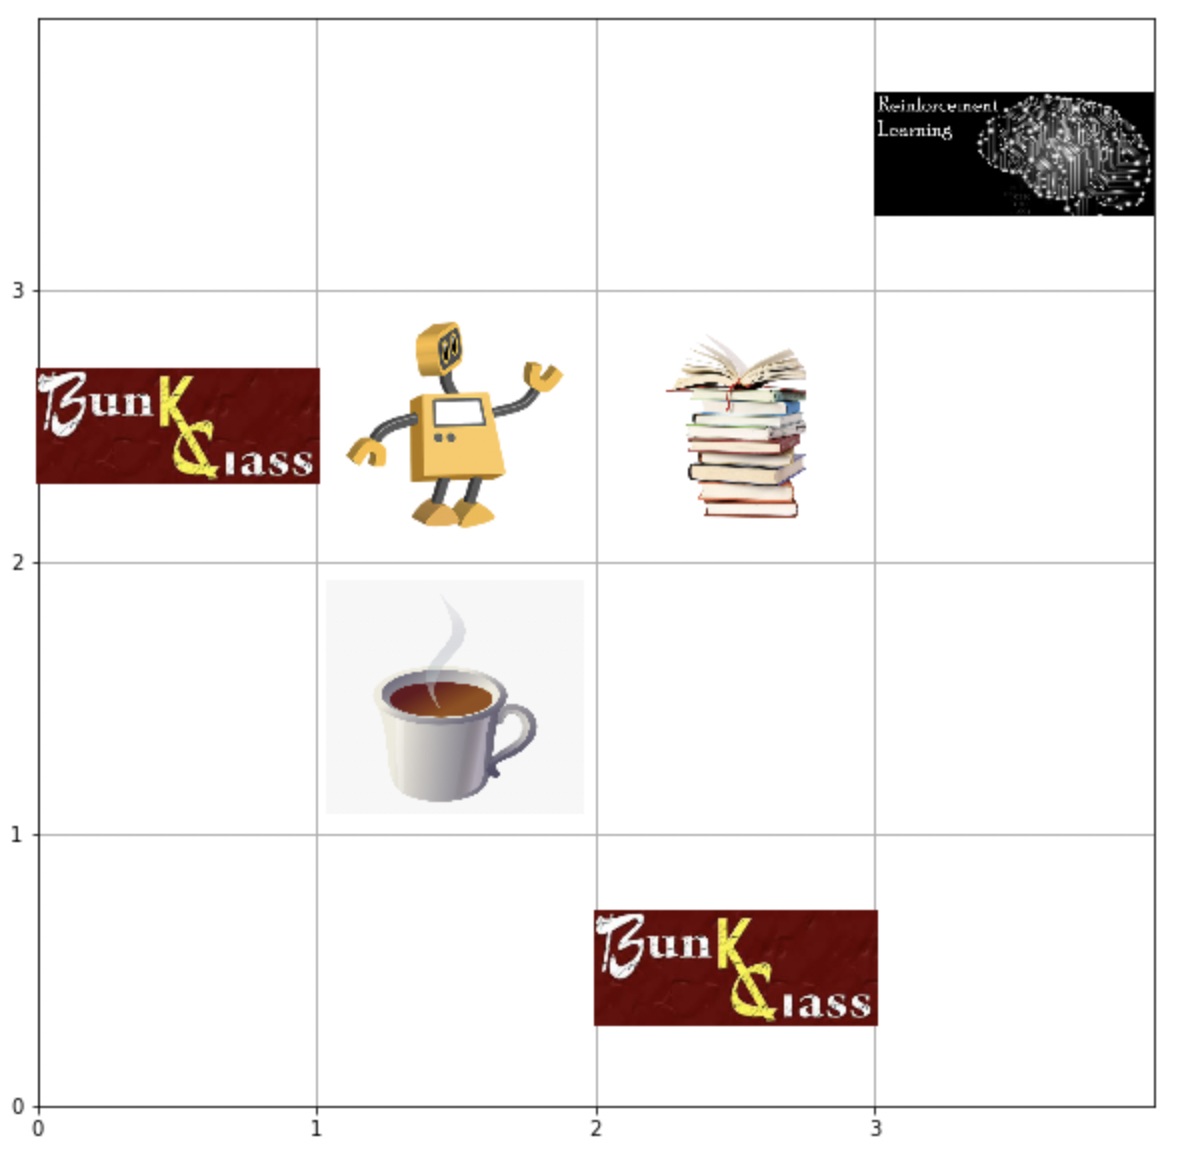 Reinforcement
Learning
3
BunK
Class
2
1
BunK
Class
0
0 1 2 3